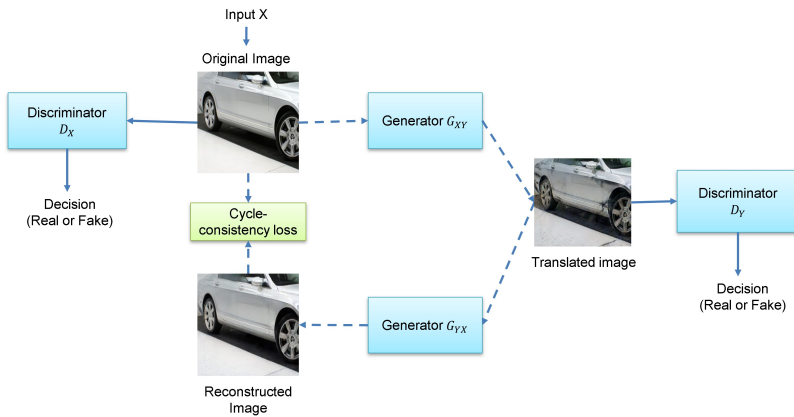 Input X
Original Image
Discriminator
D_X
Generator G_XY
Decision
(Real or Fake)
Cycle-
consistency loss
Discriminator
D_Y
Translated image
Decision
(Real or Fake)
Generator G_YX
Reconstructed
Image